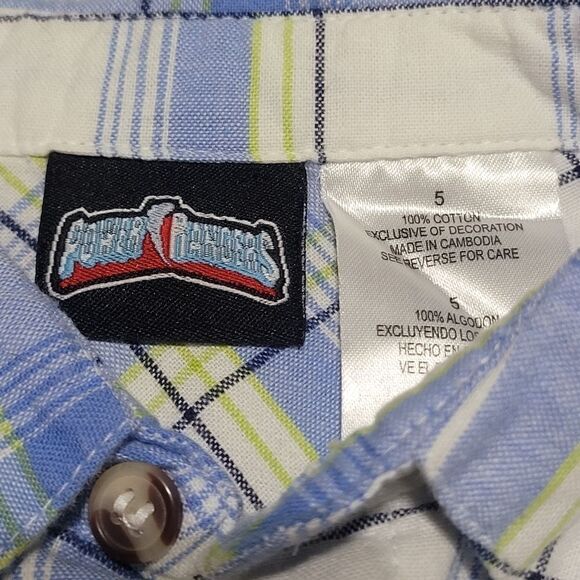 POWER RANGERS
5
100% COTTON
EXCLUSIVE OF DECORATION
MADE IN CAMBODIA
SEE REVERSE FOR CARE
5
100% ALGODON
EXCLUYENDO
HECHO EN
VE